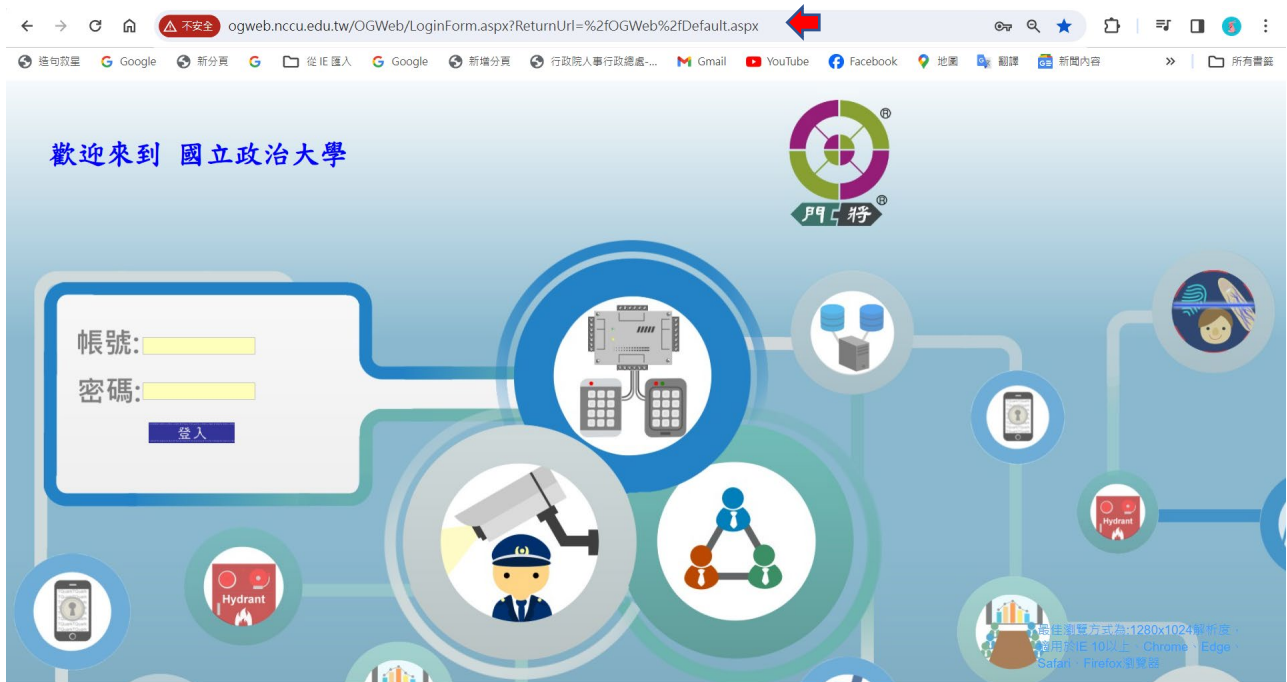 不安全 ogweb.nccu.edu.tw/OGWeb/LoginForm.aspx?ReturnUrl=%2fOGWeb%2fDefault.aspx
造句救星 Google 新分頁 從 IE 匯入 Google 新增分頁 行政院人事行政總處-... Gmail YouTube Facebook 地圖 翻譯 新聞內容 » 所有書籤
歡迎來到 國立政治大學
門將
帳號:
密碼:
登入
Hydrant
Hydrant
最佳瀏覽方式為:1280x1024解析度，
適用於IE 10以上、Chrome、Edge、
Safari、Firefox瀏覽器